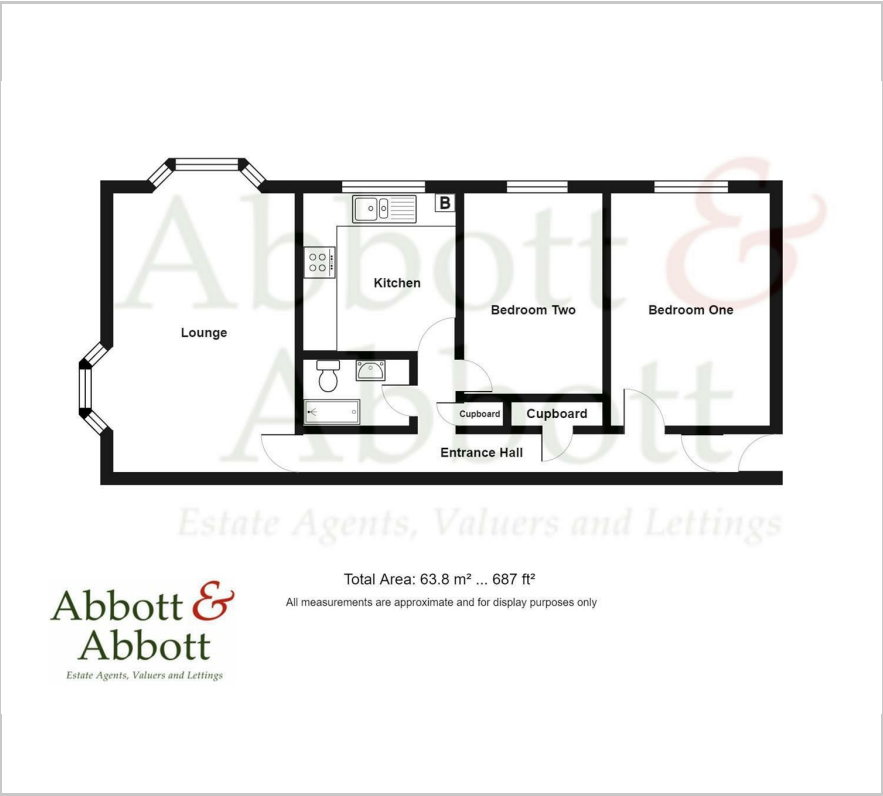 Abbott &
Abbott
Estate Agents, Valuers and Lettings
B
Kitchen
Lounge
Bedroom Two
Bedroom One
Cupboard
Cupboard
Entrance Hall
Total Area: 63.8 m² ... 687 ft²
All measurements are approximate and for display purposes only
Abbott &
Abbott
Estate Agents, Valuers and Lettings